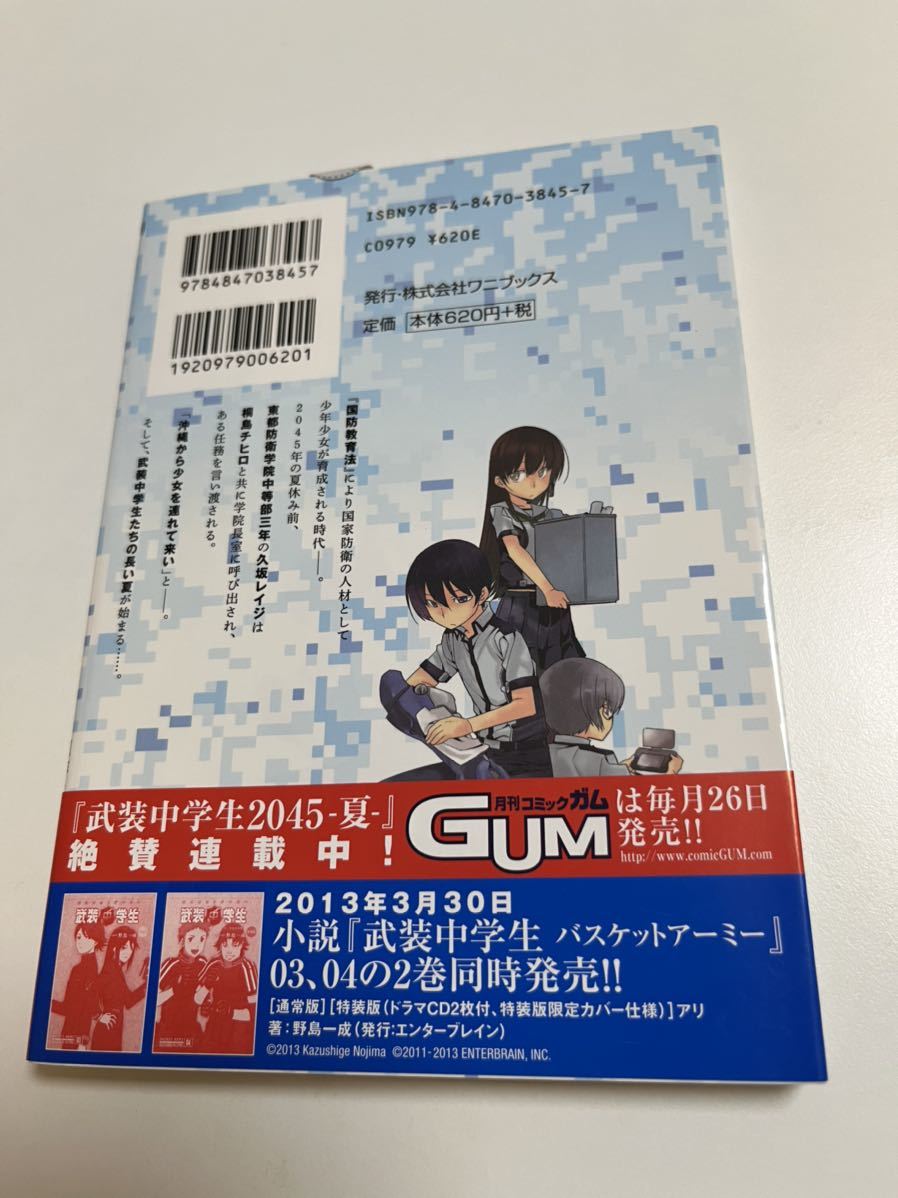 ISBN978-4-8470-3845-7
C0979 ¥620E
9784847038457
1920979006201
発行・株式会社ワニブックス
定価 本体620円+税
『国防教育法』により国家防衛の人材として
少年少女が育成される時代――。
2045年の夏休み前、
東都防衛学院中等部三年の久坂レイジは
桐島チヒロと共に学院長室に呼び出され、
ある任務を言い渡される。
「沖縄から少女を連れて来い」と――。
そして、武装中学生たちの長い夏が始まる……。
『武装中学生2045-夏-』
絶賛連載中!
月刊コミックガム
GUM
は毎月26日
発売!!
http://www.comicGUM.com
武装中学生
武装中学生
2013年3月30日
小説『武装中学生 バスケットアーミー』
03、04の2巻同時発売!!
[通常版][特装版(ドラマCD2枚付、特装版限定カバー仕様)]アリ
著:野島一成(発行:エンターブレイン)
©2013 Kazushige Nojima ©2011-2013 ENTERBRAIN, INC.